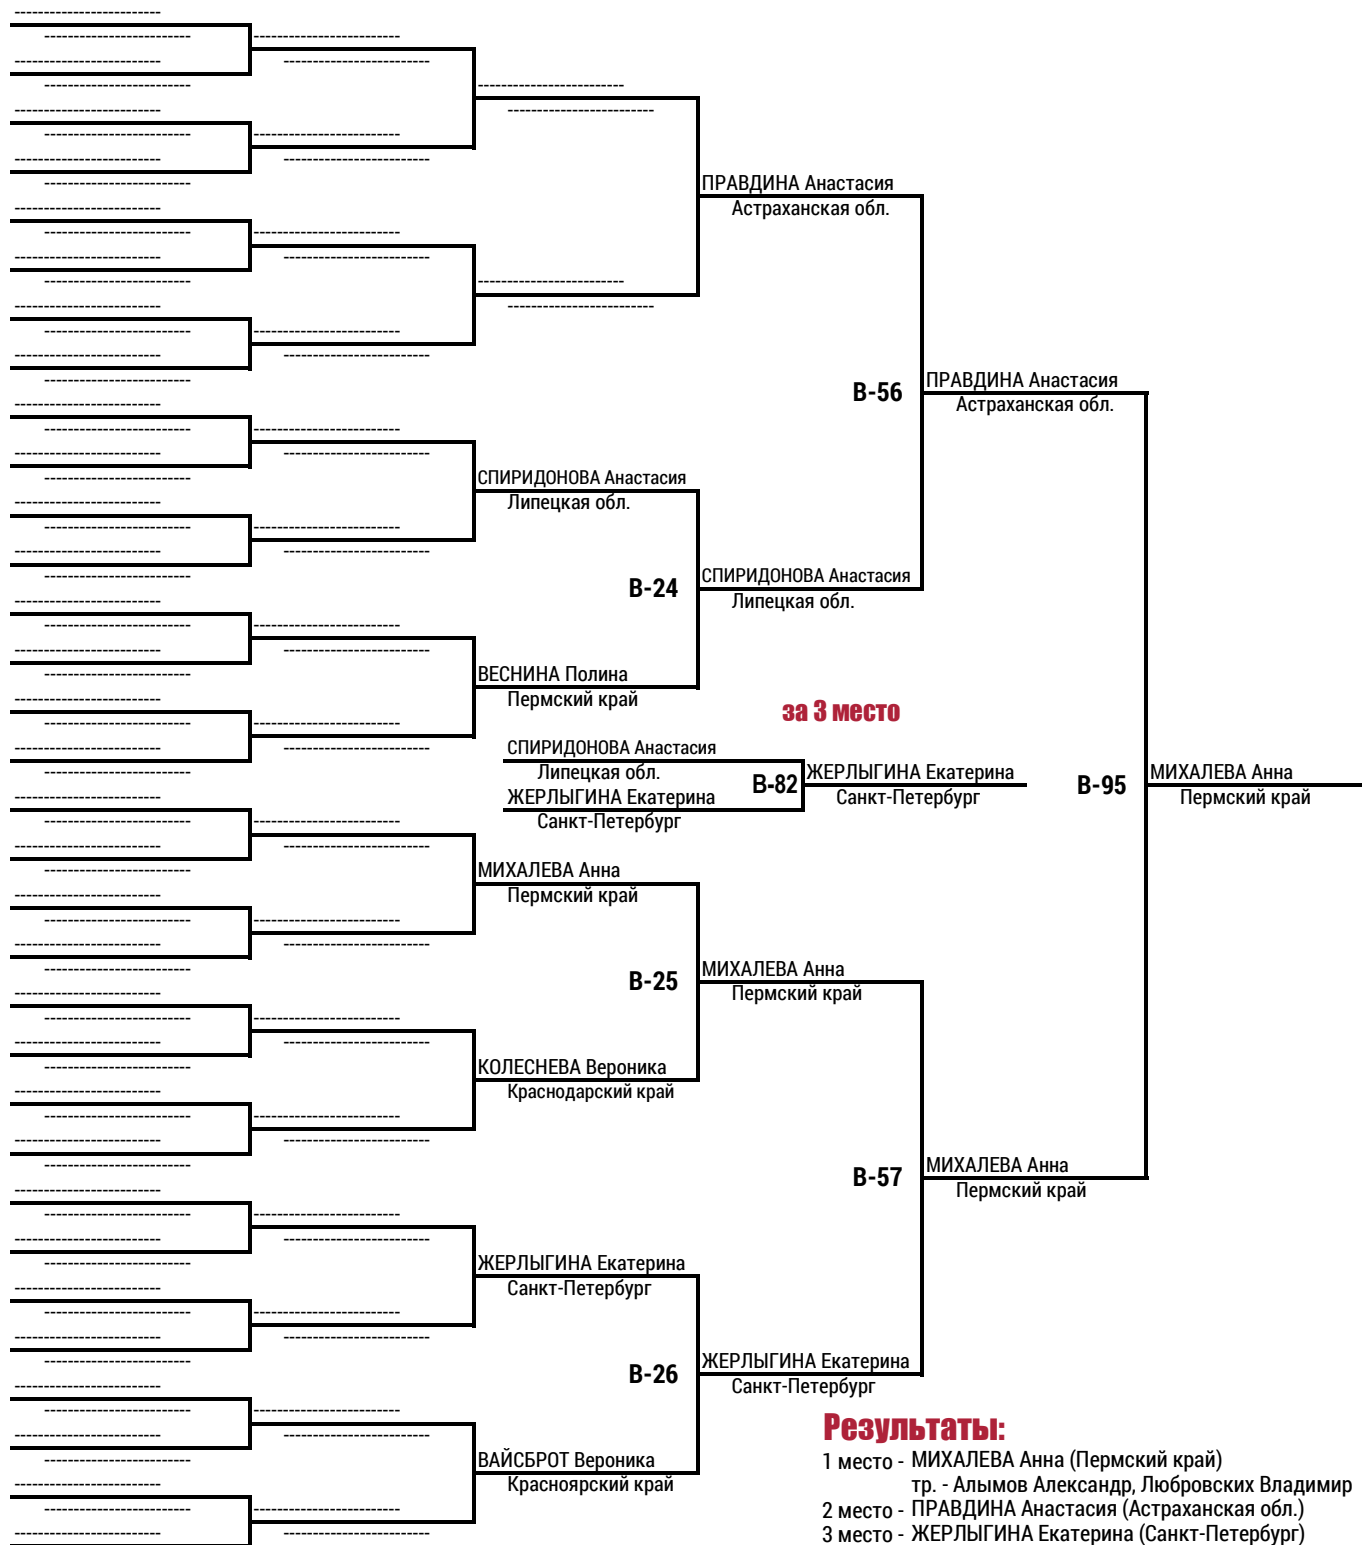 ПРАВДИНА Анастасия
Астраханская обл.
B-56
ПРАВДИНА Анастасия
Астраханская обл.
СПИРИДОНОВА Анастасия
Липецкая обл.
B-24
СПИРИДОНОВА Анастасия
Липецкая обл.
ВЕСНИНА Полина
Пермский край
за 3 место
СПИРИДОНОВА Анастасия
Липецкая обл.
B-82
ЖЕРЛЫГИНА Екатерина
Санкт-Петербург
ЖЕРЛЫГИНА Екатерина
Санкт-Петербург
B-95
МИХАЛЕВА Анна
Пермский край
МИХАЛЕВА Анна
Пермский край
B-25
МИХАЛЕВА Анна
Пермский край
КОЛЕСНЕВА Вероника
Краснодарский край
B-57
МИХАЛЕВА Анна
Пермский край
ЖЕРЛЫГИНА Екатерина
Санкт-Петербург
B-26
ЖЕРЛЫГИНА Екатерина
Санкт-Петербург
ВАЙСБРОТ Вероника
Красноярский край
Результаты:
1 место - МИХАЛЕВА Анна (Пермский край)
тр. - Алымов Александр, Любровских Владимир
2 место - ПРАВДИНА Анастасия (Астраханская обл.)
3 место - ЖЕРЛЫГИНА Екатерина (Санкт-Петербург)